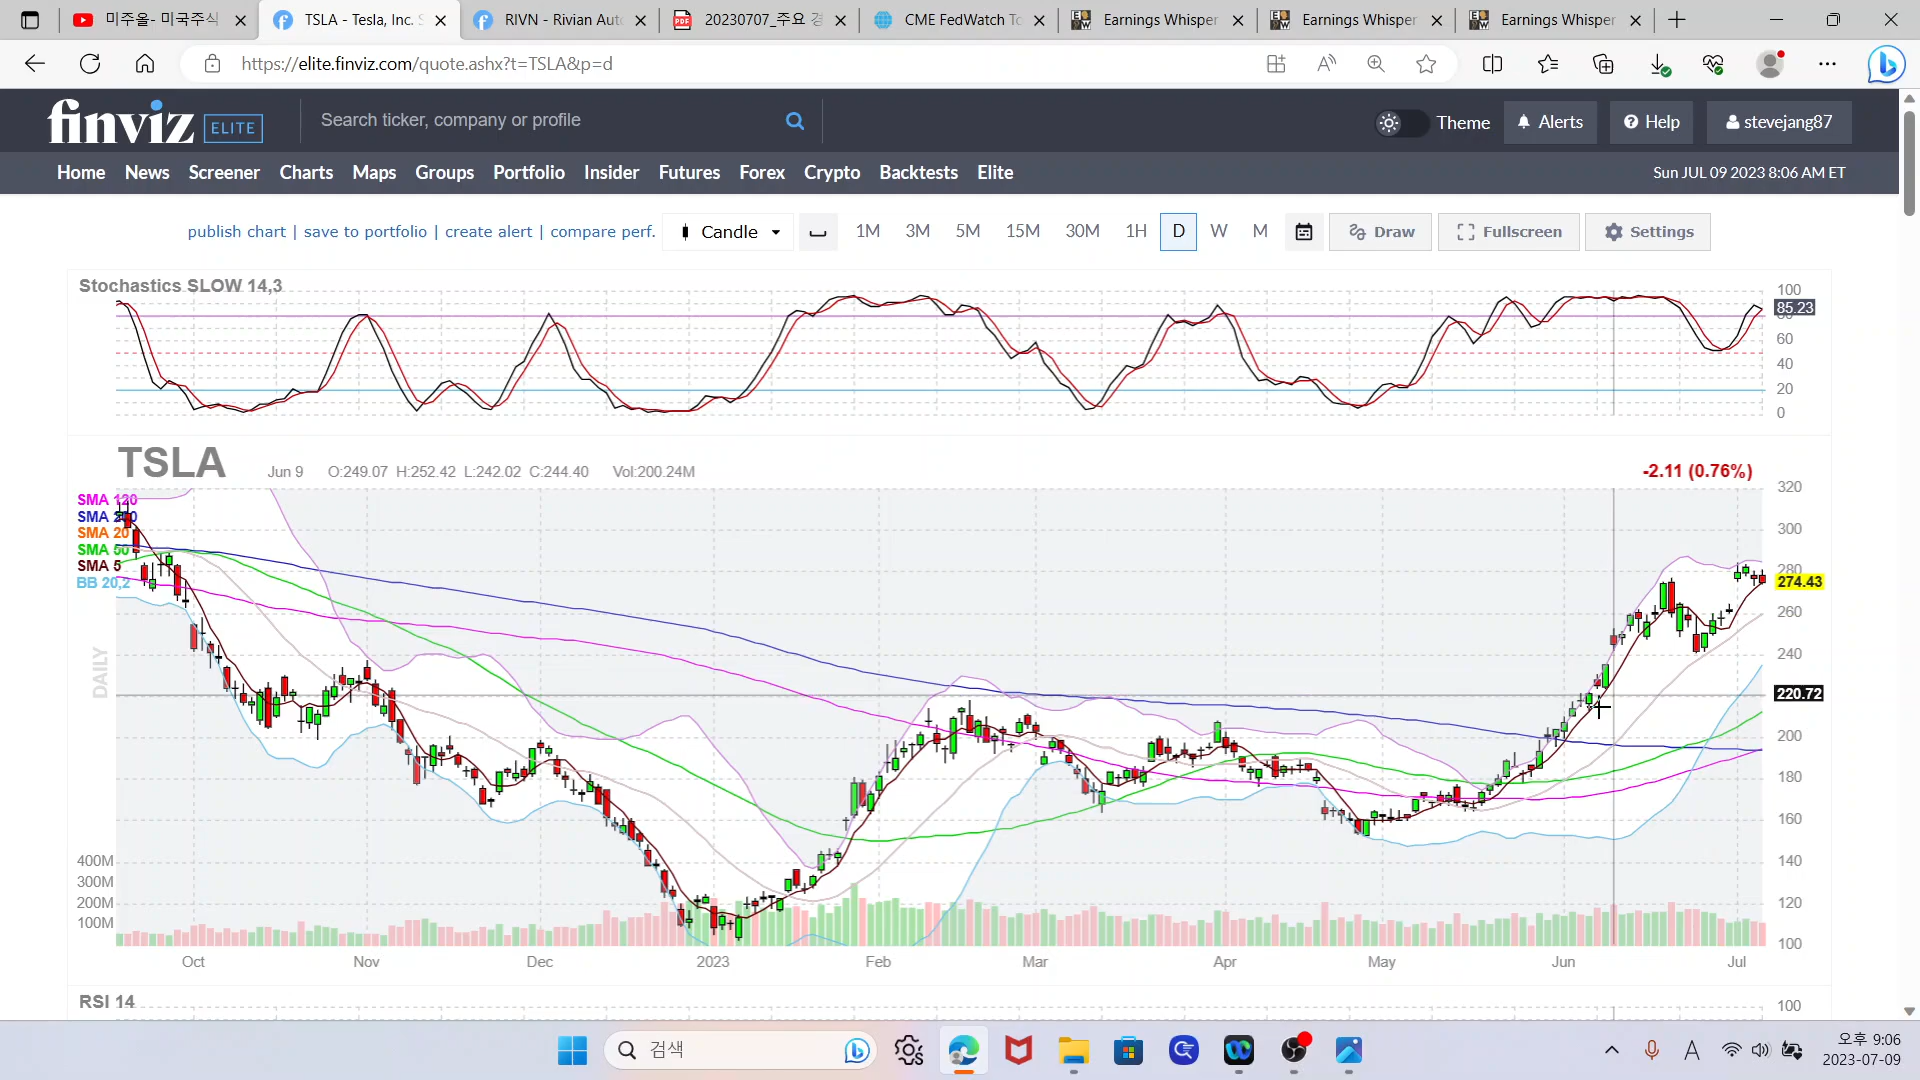 미주올- 미국주식
TSLA - Tesla, Inc. S
RIVN - Rivian Auto
20230707_주요 경
CME FedWatch To
Earnings Whisper
Earnings Whisper
Earnings Whisper
https://elite.finviz.com/quote.ashx?t=TSLA&p=d
finviz ELITE
Search ticker, company or profile
Theme
Alerts
Help
stevejang87
Home News Screener Charts Maps Groups Portfolio Insider Futures Forex Crypto Backtests Elite
Sun JUL 09 2023 8:06 AM ET
publish chart | save to portfolio | create alert | compare perf.
Candle
1M 3M 5M 15M 30M 1H D W M
Draw
Fullscreen
Settings
Stochastics SLOW 14,3
100
85.23
60
40
20
0
TSLA
Jun 9 O:249.07 H:252.42 L:242.02 C:244.40 Vol:200.24M
-2.11 (0.76%)
SMA 120
SMA 200
SMA 20
SMA 50
SMA 5
BB 20,2
DAILY
320
300
280
274.43
260
240
220.72
200
180
160
140
120
100
400M
300M
200M
100M
Oct Nov Dec 2023 Feb Mar Apr May Jun Jul
RSI 14
100
검색
A
오후 9:06
2023-07-09